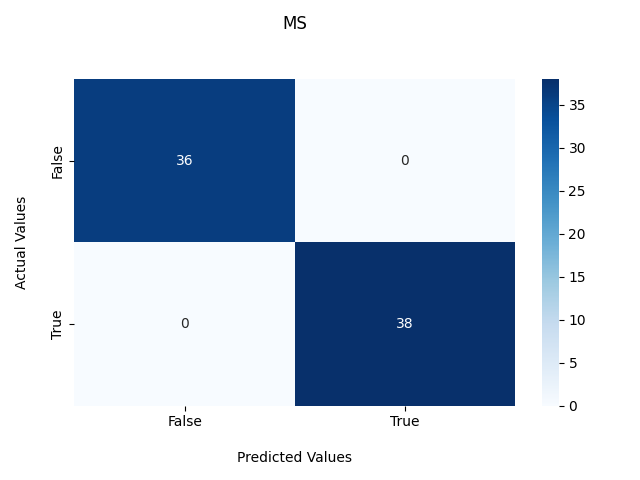 MS
Actual Values
False
True
36
0
0
38
False
True
Predicted Values
35
30
25
20
15
10
5
0